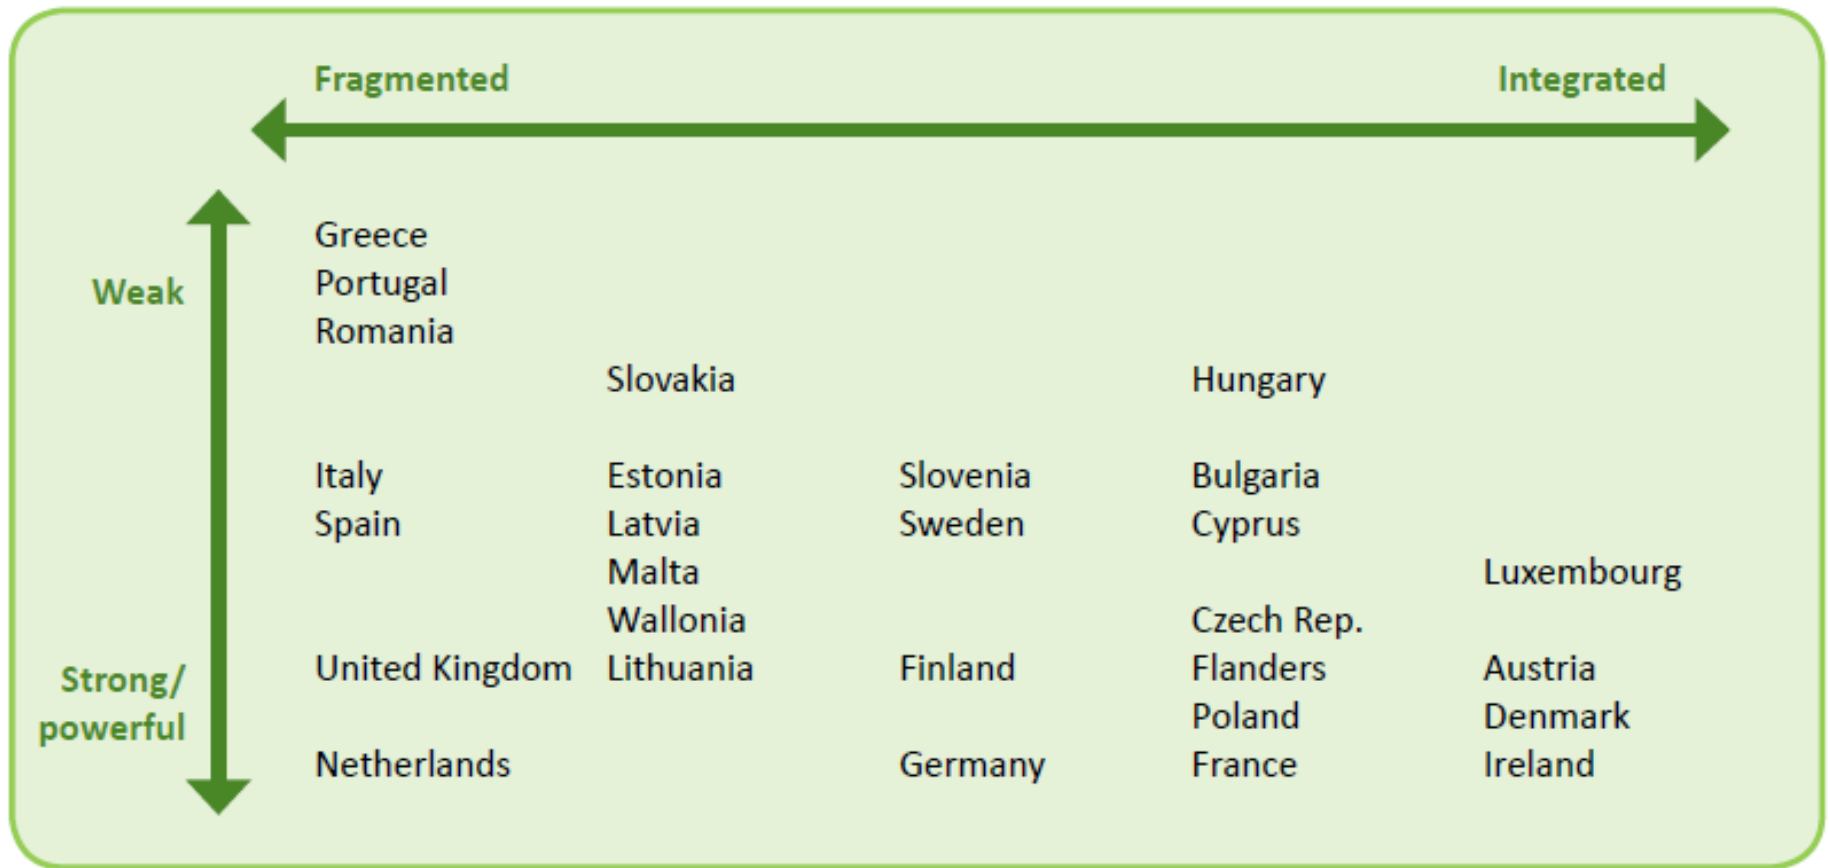 Fragmented Integrated
Greece
Weak Portugal
Romania
Slovakia Hungary
Italy Estonia Slovenia Bulgaria
Spain Latvia Sweden Cyprus
Malta Luxembourg
Wallonia Czech Rep.
Strong/ United Kingdom Lithuania Finland Flanders Austria
powerful Poland Denmark
Netherlands Germany France Ireland